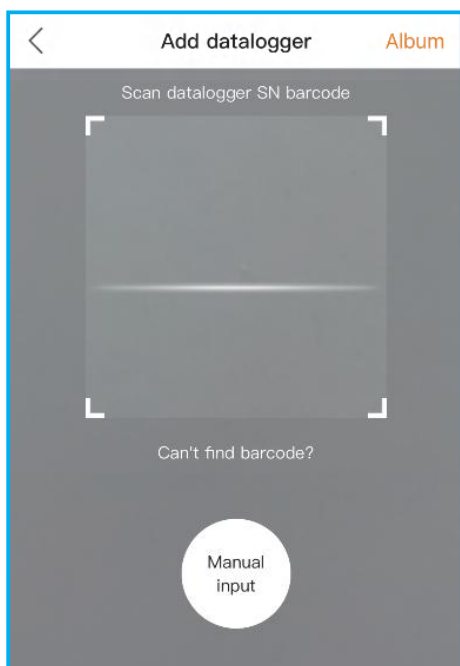 Add datalogger Album
Scan datalogger SN barcode
Can't find barcode?
Manual
input